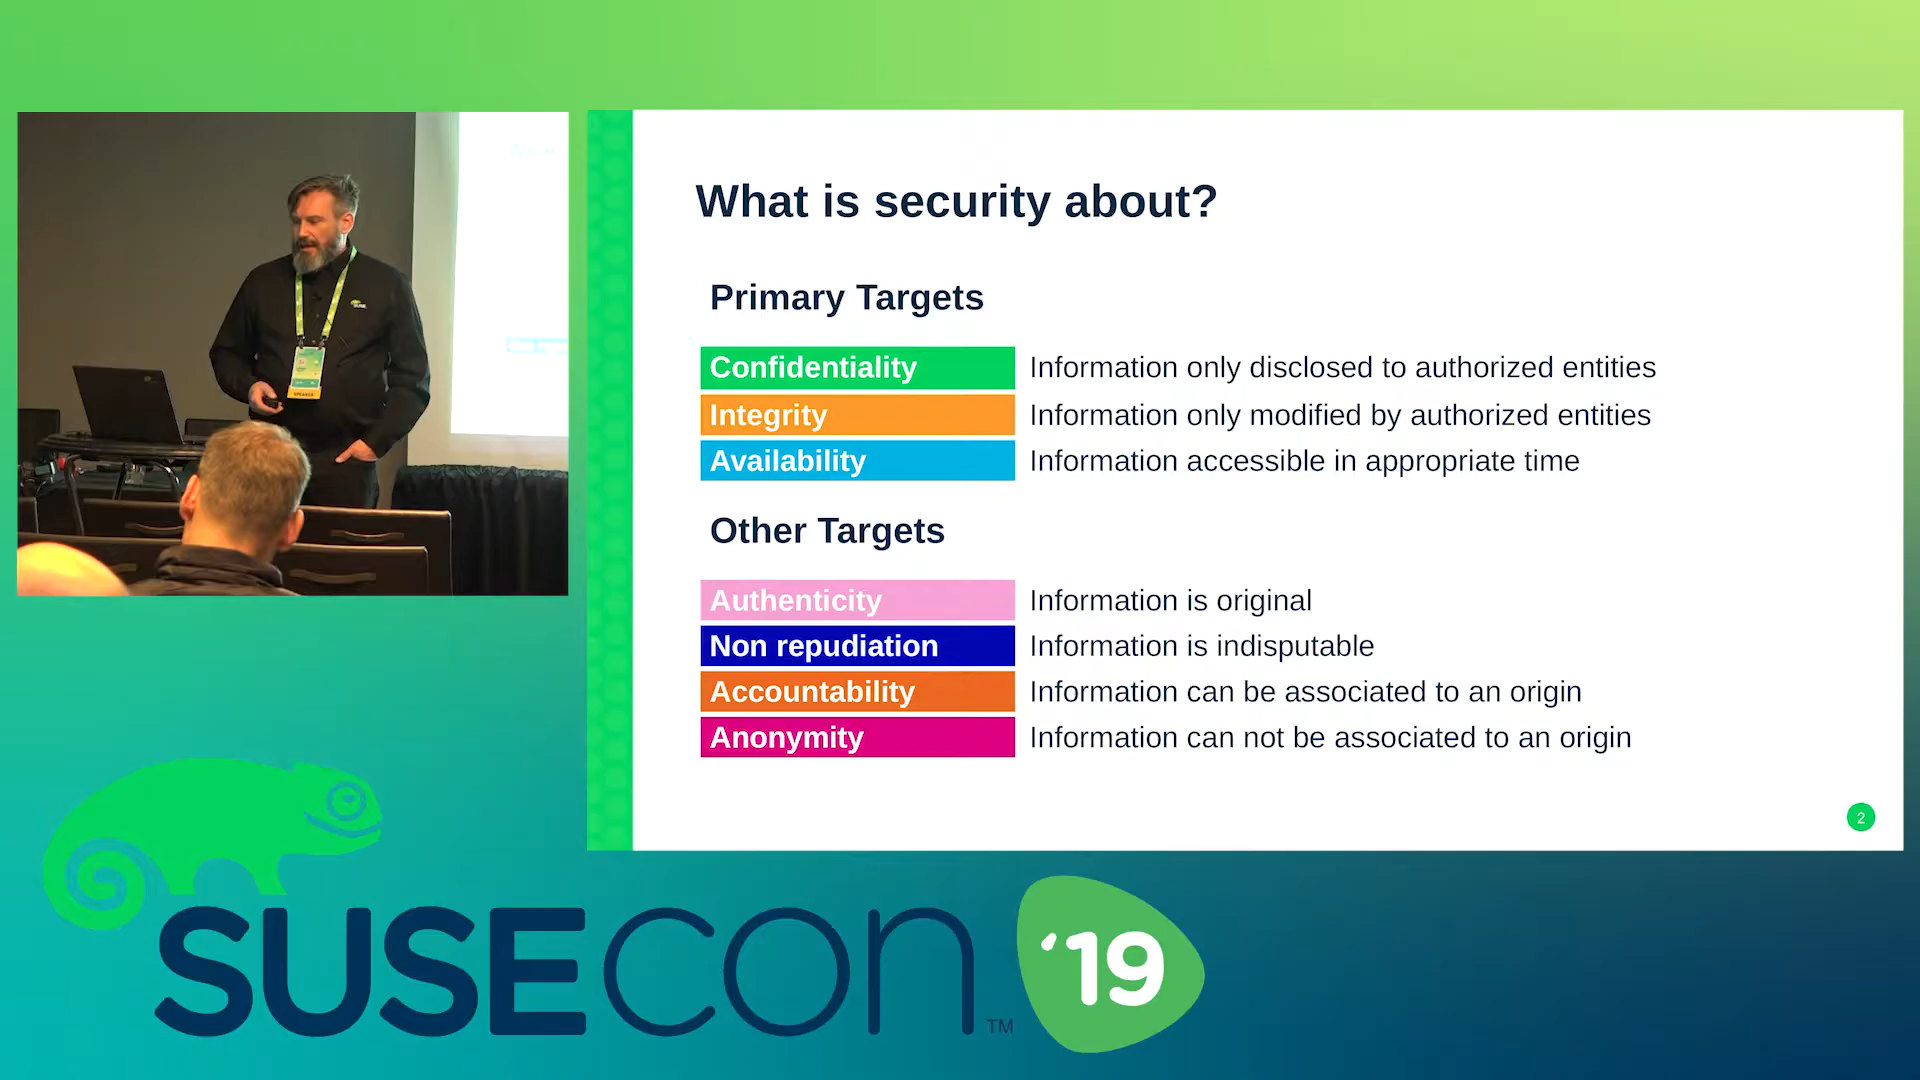 What is security about?
Primary Targets
Confidentiality Information only disclosed to authorized entities
Integrity Information only modified by authorized entities
Availability Information accessible in appropriate time
Other Targets
Authenticity Information is original
Non repudiation Information is indisputable
Accountability Information can be associated to an origin
Anonymity Information can not be associated to an origin
2
SUSECON ™
'19